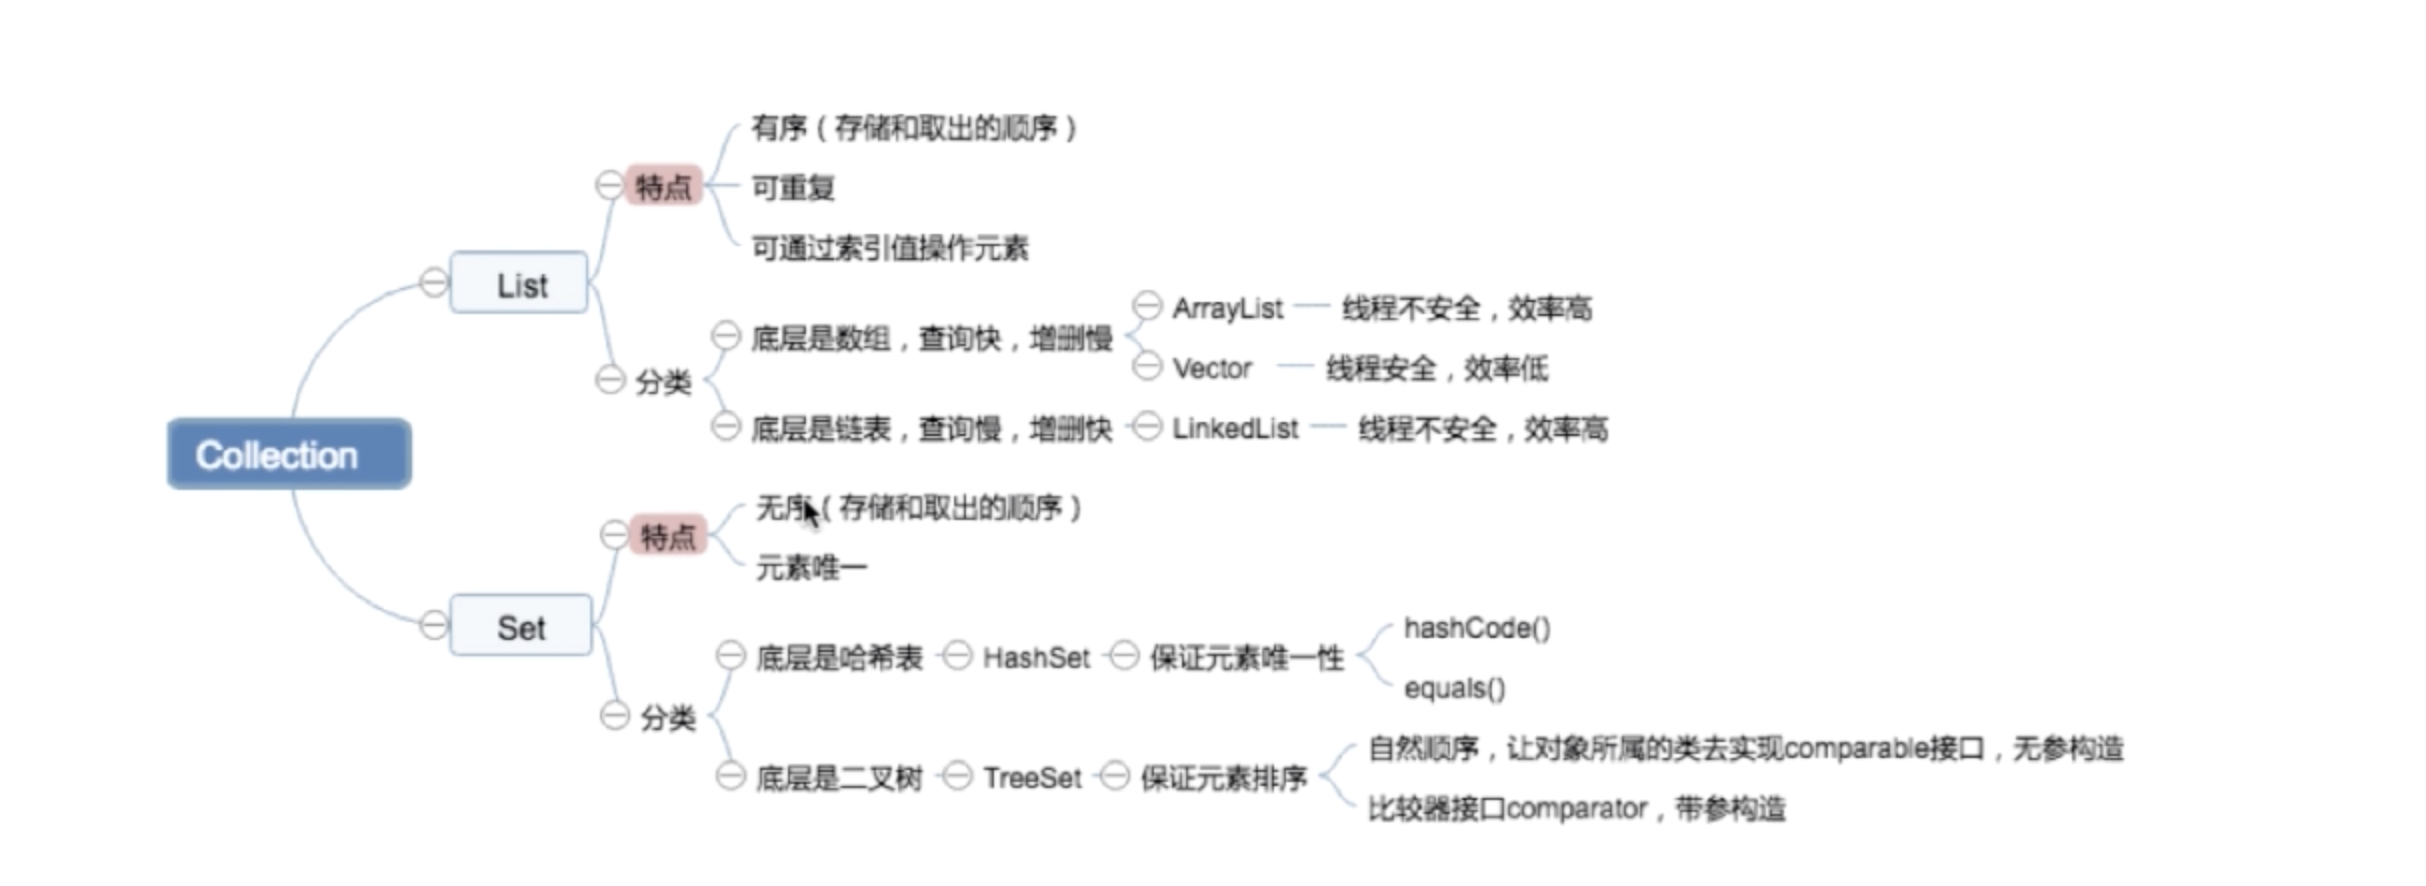 Collection
List
特点
有序（存储和取出的顺序）
可重复
可通过索引值操作元素
分类
底层是数组，查询快，增删慢
ArrayList
线程不安全，效率高
Vector
线程安全，效率低
底层是链表，查询慢，增删快
LinkedList
线程不安全，效率高
Set
特点
无序（存储和取出的顺序）
元素唯一
分类
底层是哈希表
HashSet
保证元素唯一性
hashCode()
equals()
底层是二叉树
TreeSet
保证元素排序
自然顺序，让对象所属的类去实现comparable接口，无参构造
比较器接口comparator，带参构造